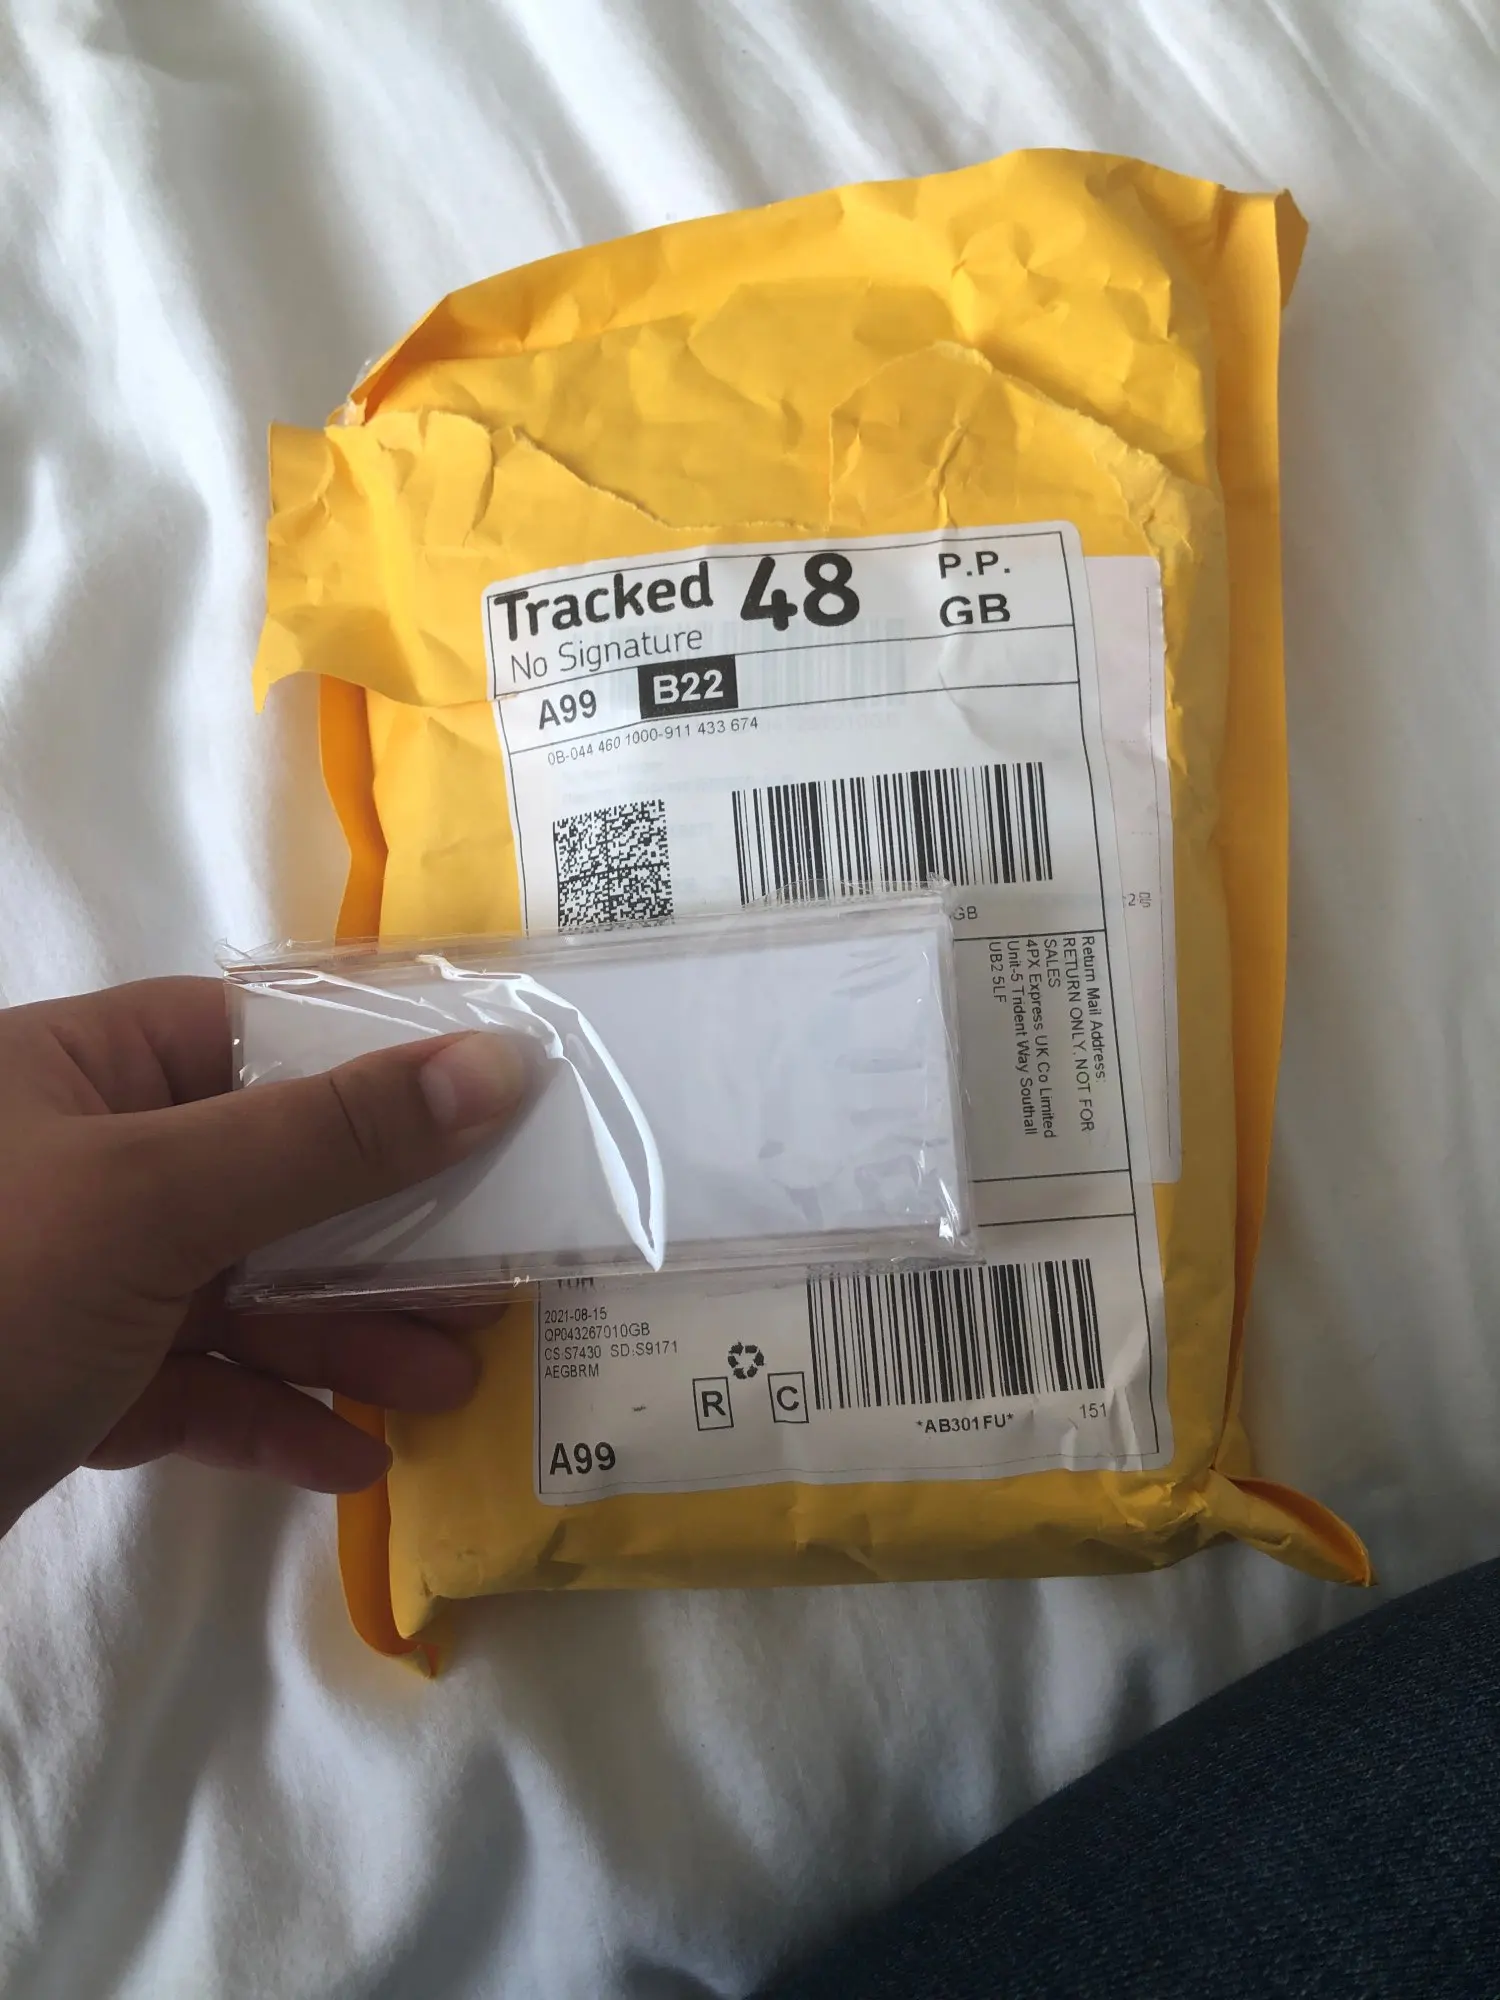 Tracked 48
No Signature
P.P.
GB
A99 B22
0B-044 460 1000-911 433 674
GB
Return Mail Address:
RETURN ONLY. NOT FOR
SALES
4PX Express UK Co Limited
Unit-5 Trident Way Southall
UB2 5LF
2021-08-15
QP043267010GB
CS:S7430 SD:S9171
AEGBRM
R C
*AB301FU*
151
A99